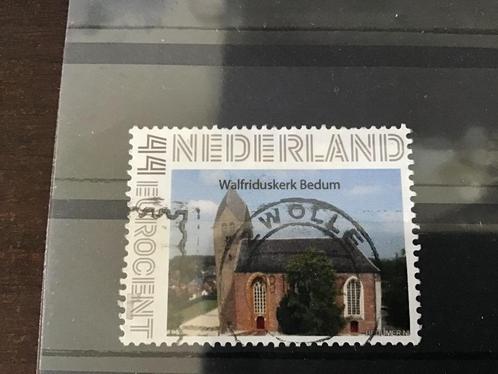 NEDERLAND
44 EUROCENT
Walfriduskerk Bedum
ZWOLLE